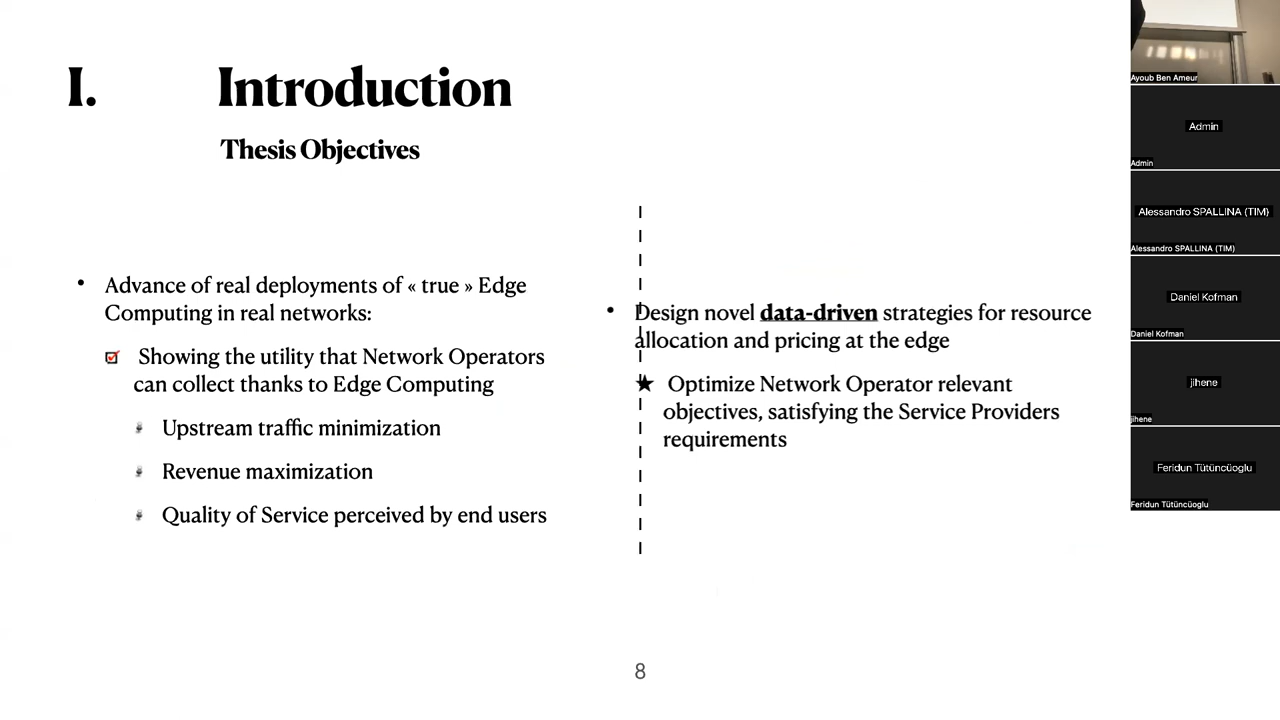 I. Introduction
Thesis Objectives
• Advance of real deployments of « true » Edge
Computing in real networks:
Showing the utility that Network Operators
can collect thanks to Edge Computing
Upstream traffic minimization
Revenue maximization
Quality of Service perceived by end users
• Design novel data-driven strategies for resource
allocation and pricing at the edge
★ Optimize Network Operator relevant
objectives, satisfying the Service Providers
requirements
8
Ayoub Ben Ameur
Admin
Admin
Alessandro SPALLINA (TIM)
Alessandro SPALLINA (TIM)
Daniel Kofman
Daniel Kofman
jihene
jihene
Feridun Tütüncüoglu
Feridun Tütüncüoglu